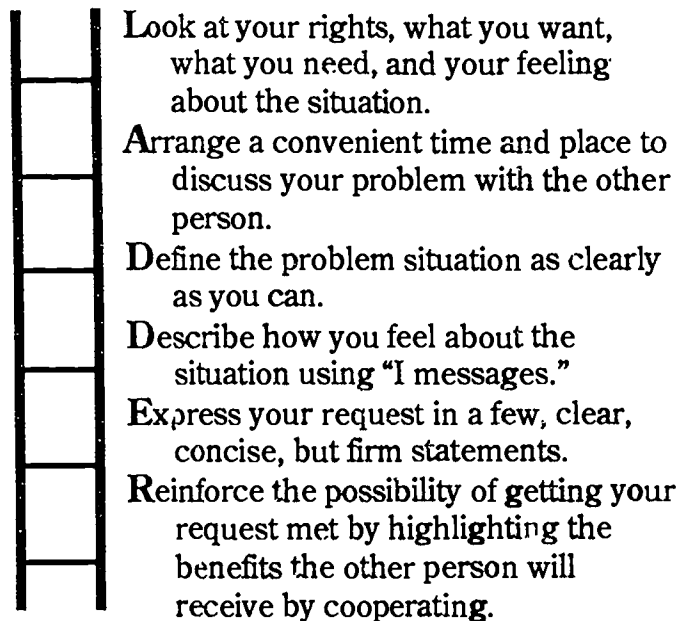 Look at your rights, what you want,
what you need, and your feeling
about the situation.
Arrange a convenient time and place to
discuss your problem with the other
person.
Define the problem situation as clearly
as you can.
Describe how you feel about the
situation using “I messages.”
Express your request in a few, clear,
concise, but firm statements.
Reinforce the possibility of getting your
request met by highlighting the
benefits the other person will
receive by cooperating.